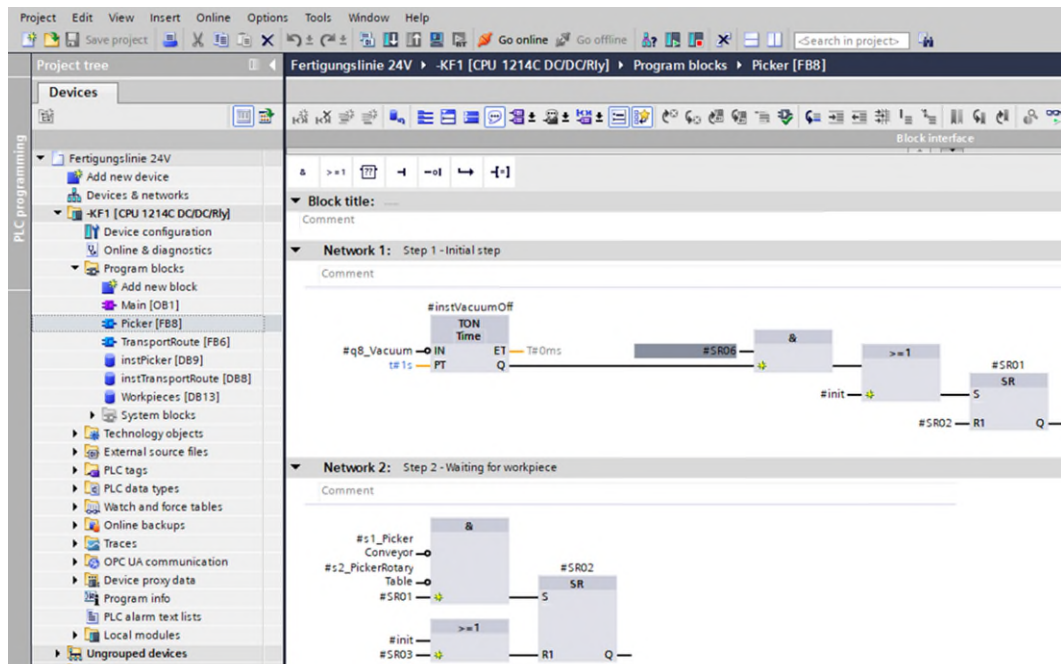 Project Edit View Insert Online Options Tools Window Help
Save project Go online Go offline <Search in project>
Project tree
Fertigungslinie 24V ▸ -KF1 [CPU 1214C DC/DC/Rly] ▸ Program blocks ▸ Picker [FB8]
Devices
Block interface
PLC programming
Fertigungslinie 24V
Add new device
Devices & networks
-KF1 [CPU 1214C DC/DC/Rly]
Device configuration
Online & diagnostics
Program blocks
Add new block
Main [OB1]
Picker [FB8]
TransportRoute [FB6]
instPicker [DB9]
instTransportRoute [DB8]
Workpieces [DB13]
System blocks
Technology objects
External source files
PLC tags
PLC data types
Watch and force tables
Online backups
Traces
OPC UA communication
Device proxy data
Program info
PLC alarm text lists
Local modules
Ungrouped devices
& >=1 ??
Block title:
Comment
Network 1: Step 1 - Initial step
Comment
#instVacuumOff
TON
Time
#q8_Vacuum IN ET T#0ms
t#1s PT Q
#SR06
&
>=1
#init
#SR01
SR
S
#SR02 R1 Q
Network 2: Step 2 - Waiting for workpiece
Comment
&
#s1_Picker
Conveyor
#s2_PickerRotary
Table
#SR01
#SR02
SR
S
>=1
#init
#SR03
R1 Q